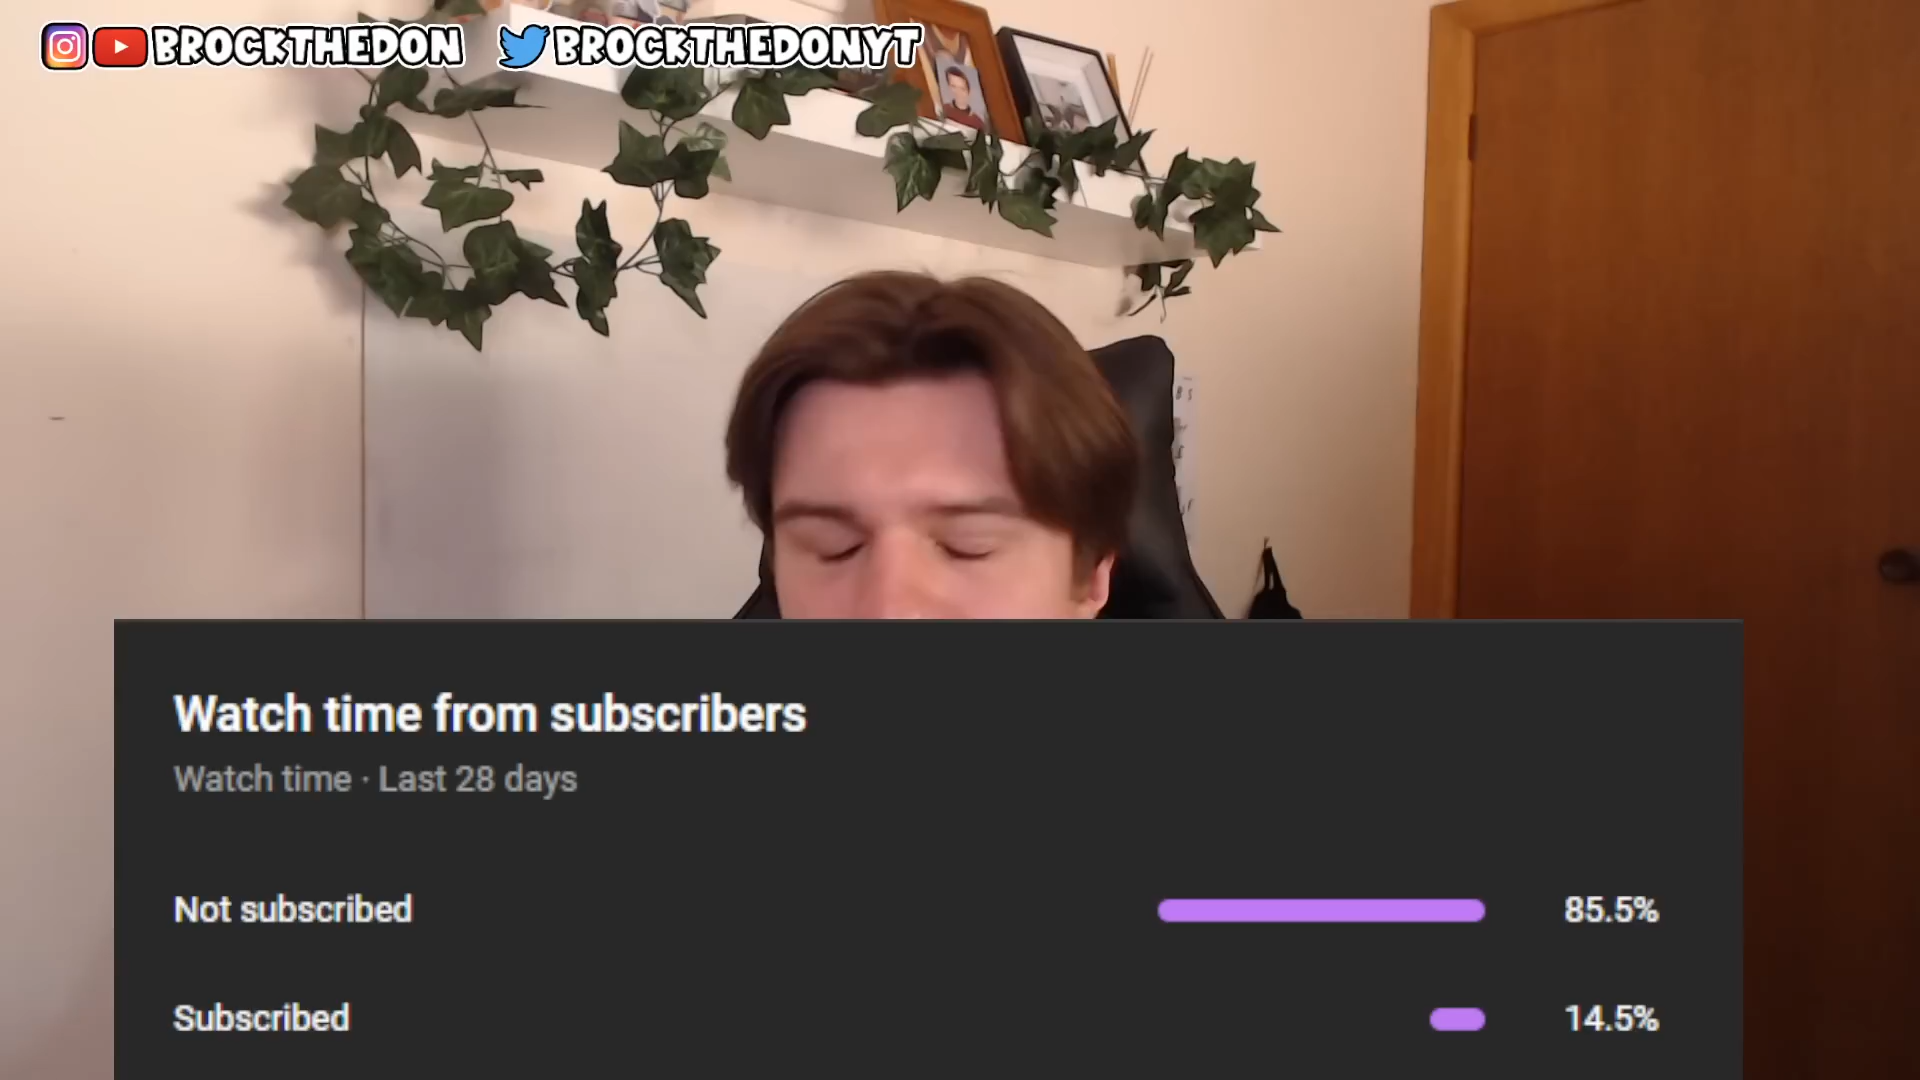 BROCKTHEDON BROCKTHEDONYT
Watch time from subscribers
Watch time · Last 28 days
Not subscribed 85.5%
Subscribed 14.5%